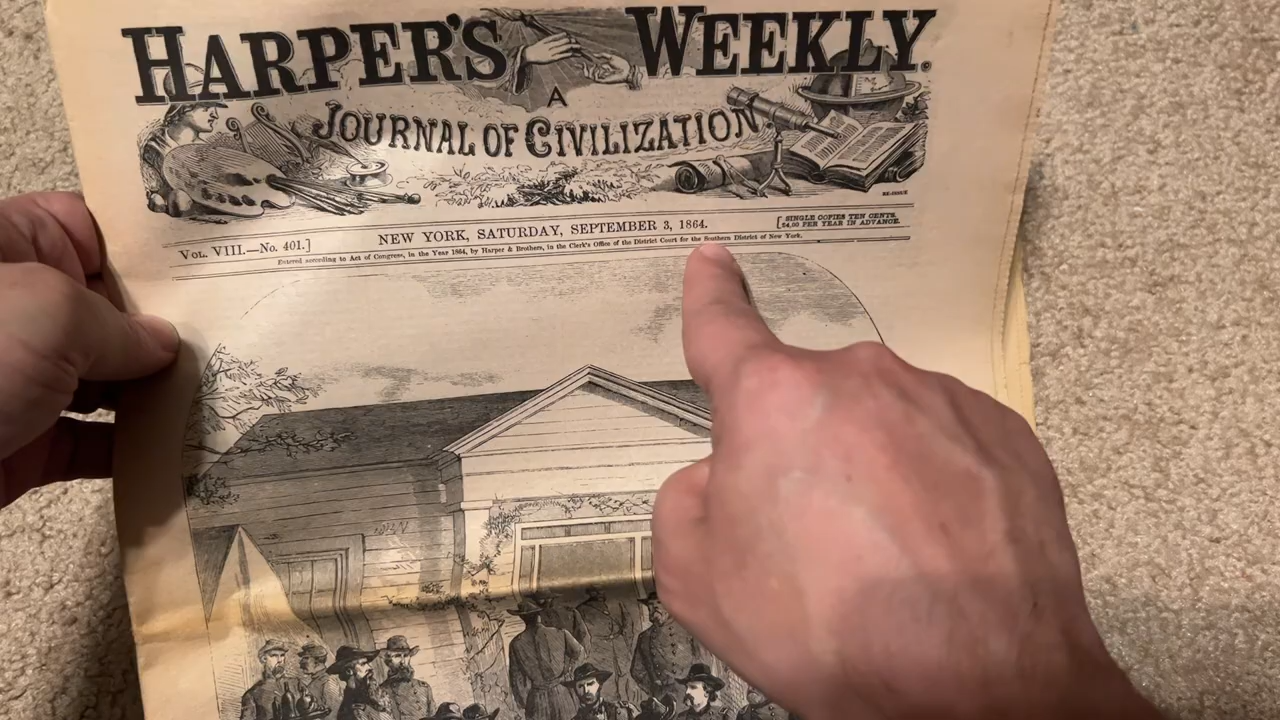 HARPER'S WEEKLY.
A
JOURNAL OF CIVILIZATION
RE-ISSUE
VOL. VIII.—No. 401.] NEW YORK, SATURDAY, SEPTEMBER 3, 1864. [SINGLE COPIES TEN CENTS.
$4,00 PER YEAR IN ADVANCE.
Entered according to Act of Congress, in the Year 1864, by Harper & Brothers, in the Clerk's Office of the District Court for the Southern District of New York.